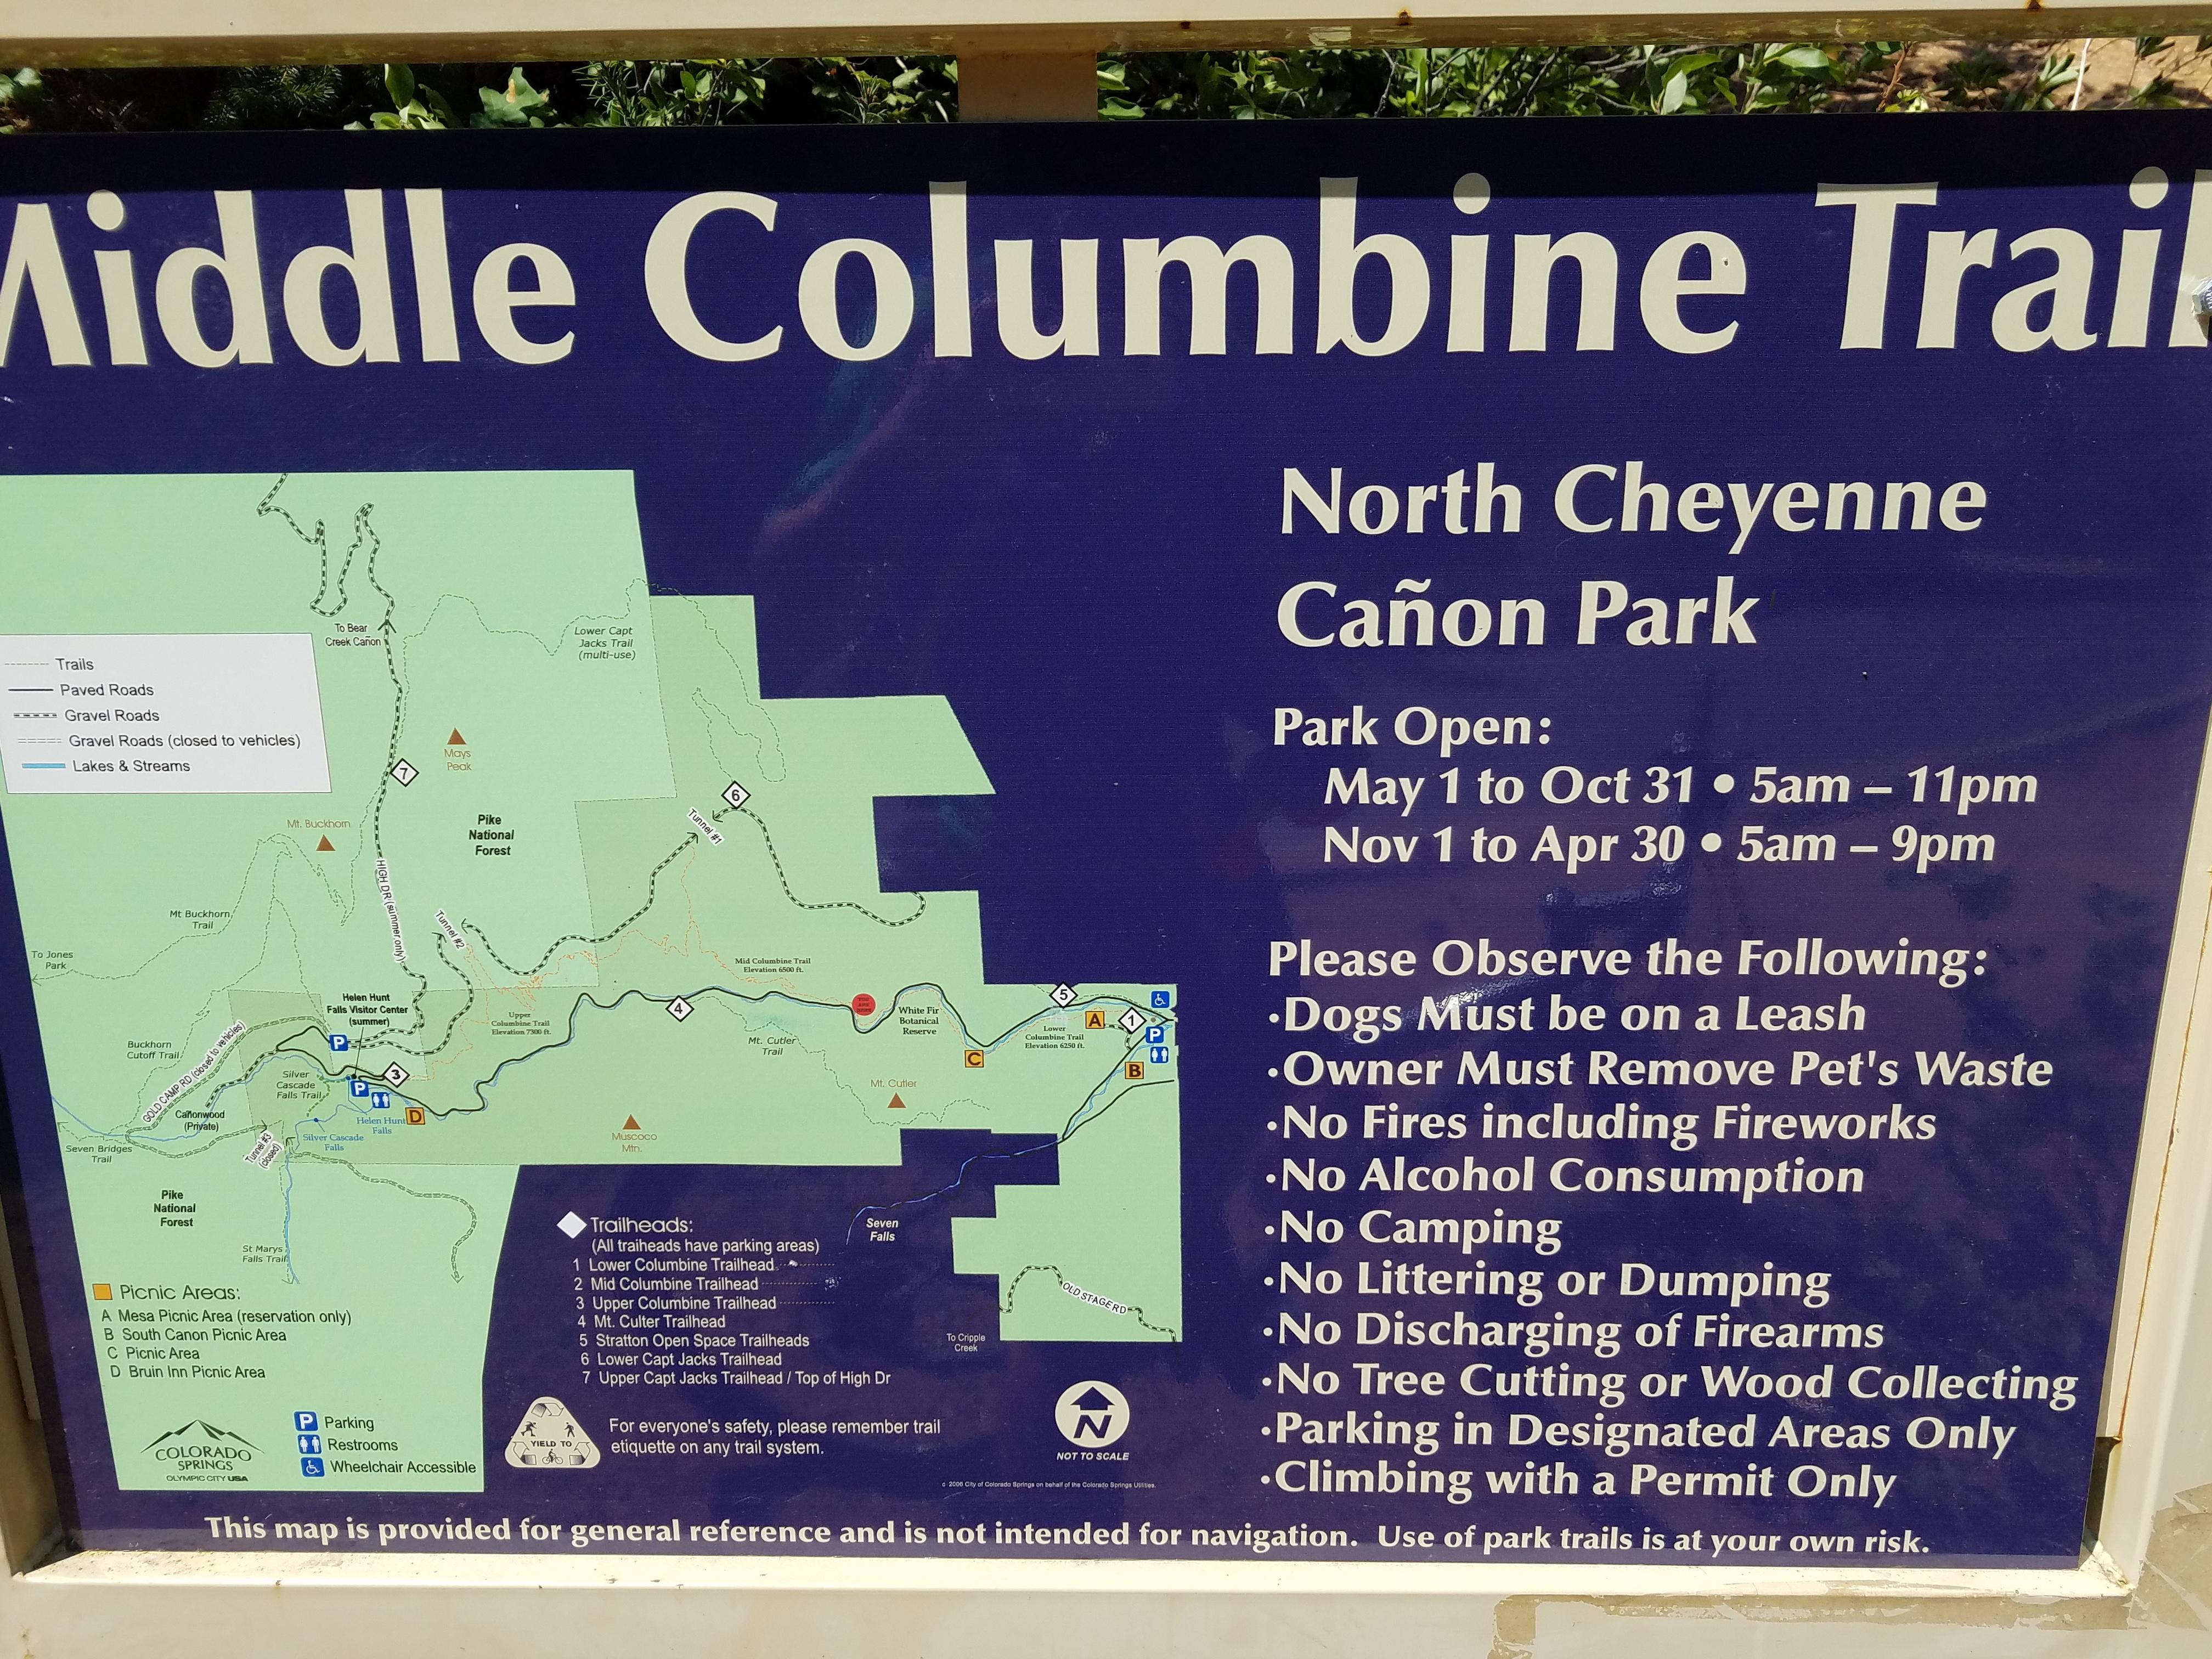 Middle Columbine Trail
North Cheyenne
Cañon Park
Park Open:
May 1 to Oct 31 • 5am – 11pm
Nov 1 to Apr 30 • 5am – 9pm
Please Observe the Following:
•Dogs Must be on a Leash
•Owner Must Remove Pet's Waste
•No Fires including Fireworks
•No Alcohol Consumption
•No Camping
•No Littering or Dumping
•No Discharging of Firearms
•No Tree Cutting or Wood Collecting
•Parking in Designated Areas Only
•Climbing with a Permit Only
To Bear
Creek Cañon
Lower Capt
Jacks Trail
(multi-use)
Trails
Paved Roads
Gravel Roads
Gravel Roads (closed to vehicles)
Lakes & Streams
Mays
Peak
7
6
Mt. Buckhorn
Pike
National
Forest
Tunnel #1
HIGH DR (summer only)
Mt Buckhorn
Trail
Tunnel #2
To Jones
Park
Mid Columbine Trail
Elevation 6500 ft.
Helen Hunt
Falls Visitor Center
(summer)
Upper
Columbine Trail
Elevation 7300 ft.
4
5
White Fir
Botanical
Reserve
1
A
Lower
Columbine Trail
Elevation 6250 ft.
P
B
C
Mt. Cutler
Trail
Buckhorn
Cutoff Trail
GOLD CAMP RD (closed to vehicles)
P
3
P
D
Silver
Cascade
Falls Trail
Mt. Cutler
Helen Hunt
Falls
Silver Cascade
Falls
Cañonwood
(Private)
Muscoco
Mtn.
Seven Bridges
Trail
Tunnel #3
(closed)
Pike
National
Forest
St Marys
Falls Trail
Seven
Falls
OLD STAGE RD
To Cripple
Creek
Picnic Areas:
A Mesa Picnic Area (reservation only)
B South Canon Picnic Area
C Picnic Area
D Bruin Inn Picnic Area
P Parking
Restrooms
Wheelchair Accessible
COLORADO
SPRINGS
OLYMPIC CITY USA
Trailheads:
(All traiheads have parking areas)
1 Lower Columbine Trailhead
2 Mid Columbine Trailhead
3 Upper Columbine Trailhead
4 Mt. Cutler Trailhead
5 Stratton Open Space Trailheads
6 Lower Capt Jacks Trailhead
7 Upper Capt Jacks Trailhead / Top of High Dr
YIELD TO
For everyone's, safety, please remember trail
etiquette on any trail system.
N
NOT TO SCALE
c 2006 of City of Colorado Springs on behalf of the Colorado Springs Utilities.
This map is provided for general reference and is not intended for navigation. Use of park trails is at your own risk.